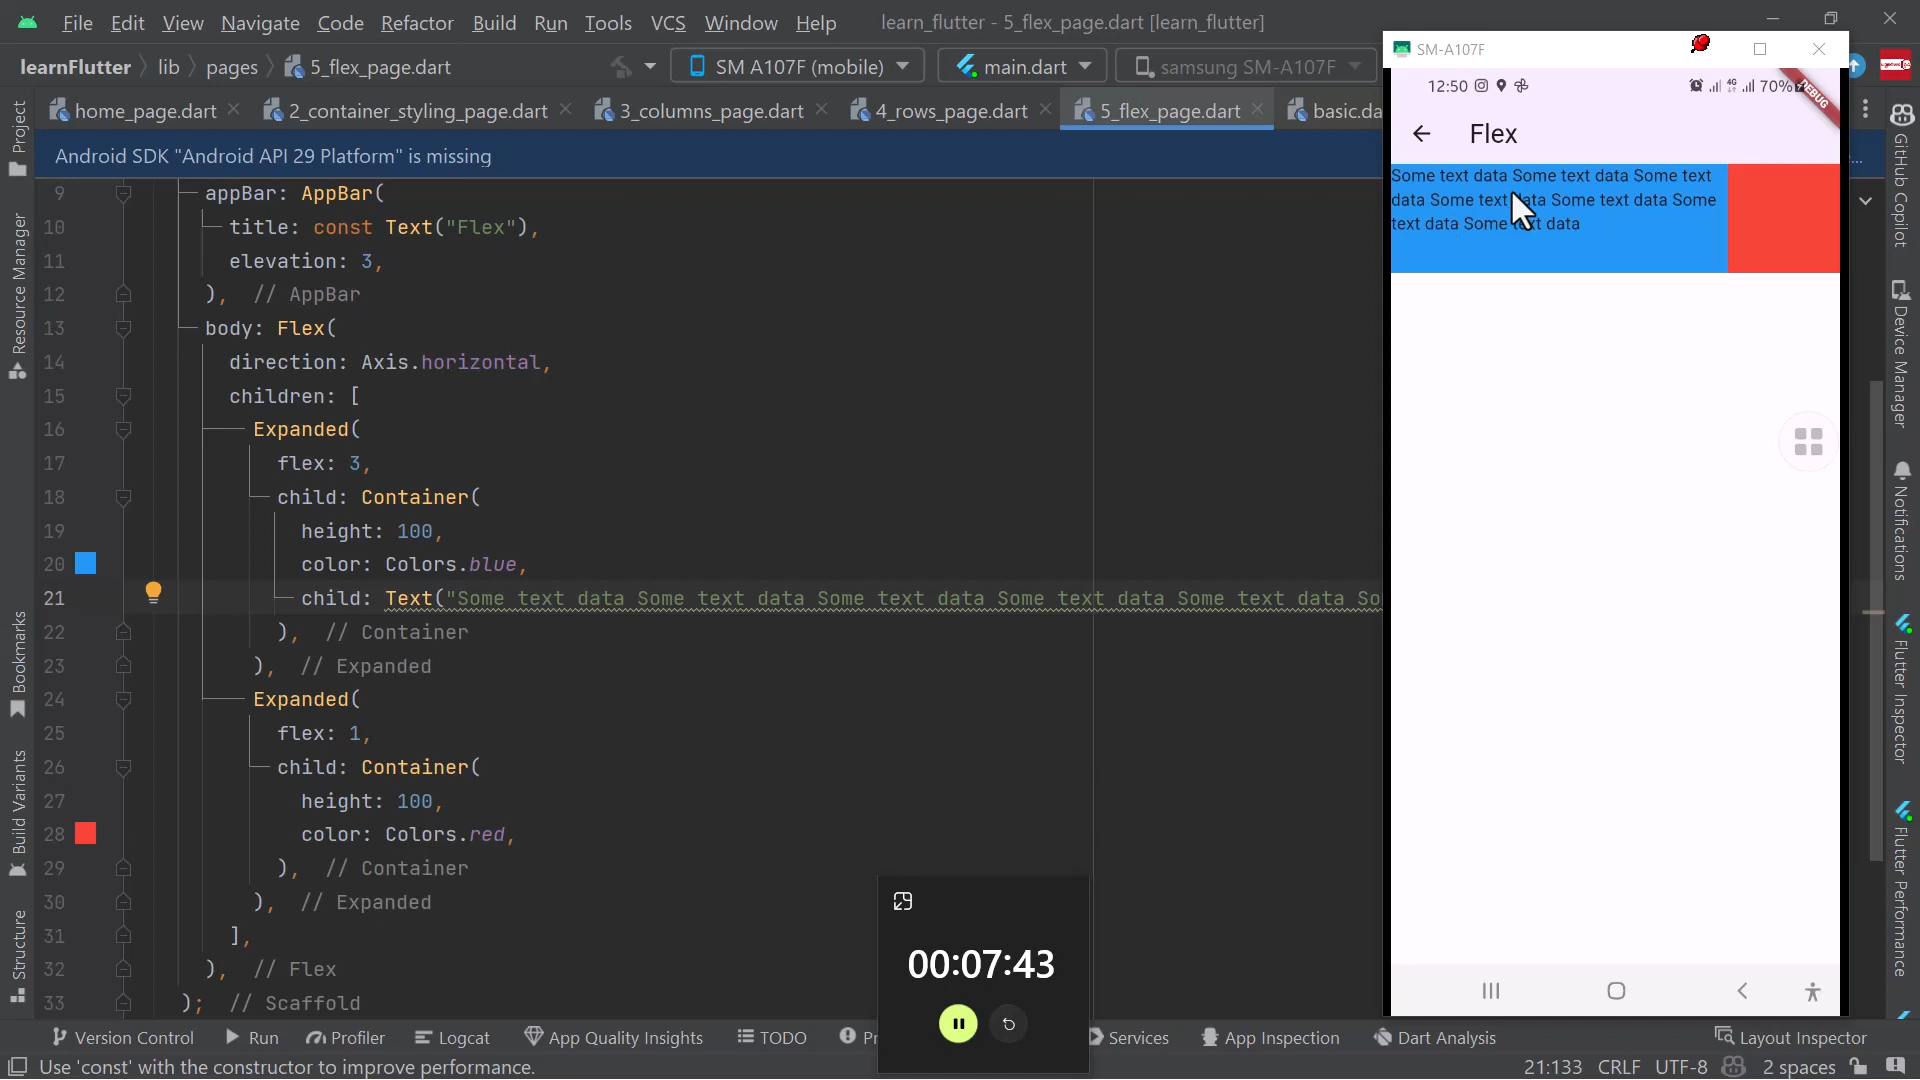 File Edit View Navigate Code Refactor Build Run Tools VCS Window Help learn_flutter - 5_flex_page.dart [learn_flutter]
learnFlutter lib pages 5_flex_page.dart SM A107F (mobile) main.dart samsung SM-A107F
home_page.dart 2_container_styling_page.dart 3_columns_page.dart 4_rows_page.dart 5_flex_page.dart basic.da
Android SDK "Android API 29 Platform" is missing
9 appBar: AppBar(
10 title: const Text("Flex"),
11 elevation: 3,
12 ), // AppBar
13 body: Flex(
14 direction: Axis.horizontal,
15 children: [
16 Expanded(
17 flex: 3,
18 child: Container(
19 height: 100,
20 color: Colors.blue,
21 child: Text("Some text data Some text data Some text data Some text data Some text data So
22 ), // Container
23 ), // Expanded
24 Expanded(
25 flex: 1,
26 child: Container(
27 height: 100,
28 color: Colors.red,
29 ), // Container
30 ), // Expanded
31 ],
32 ), // Flex
33 ); // Scaffold
SM-A107F
12:50 4G 70%
DEBUG
Flex
Some text data Some text data Some text
data Some text data Some text data Some
text data Some text data
00:07:43
Project
Resource Manager
Bookmarks
Build Variants
Structure
GitHub Copilot
Device Manager
Notifications
Flutter Inspector
Flutter Performance
Version Control Run Profiler Logcat App Quality Insights TODO Pr Services App Inspection Dart Analysis Layout Inspector
Use 'const' with the constructor to improve performance. 21:133 CRLF UTF-8 2 spaces